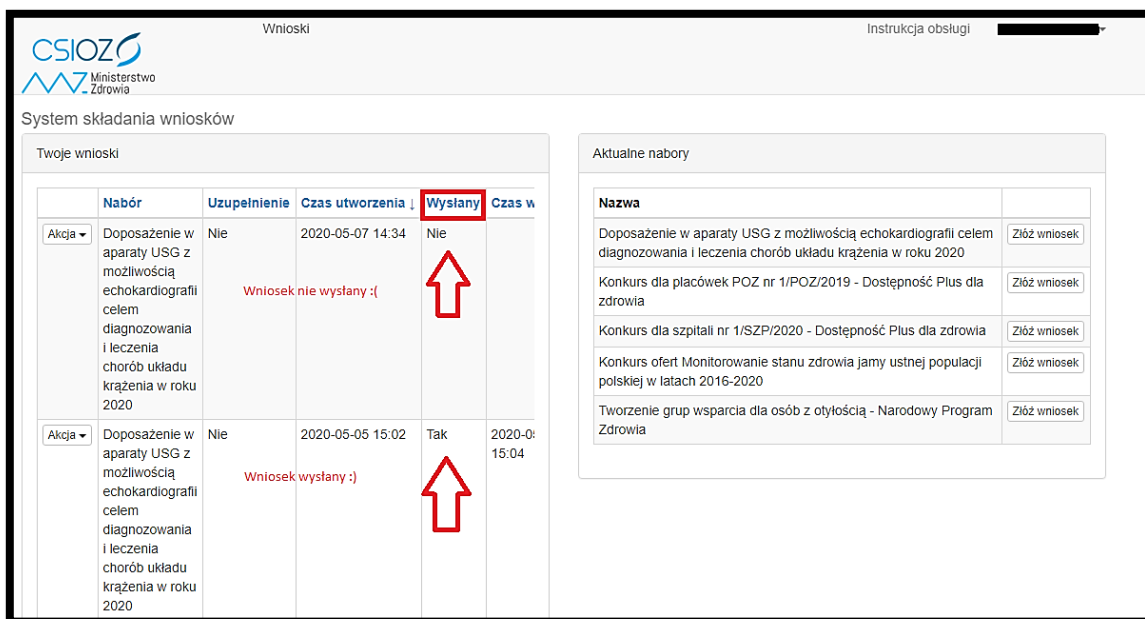 Wnioski
Instrukcja obsługi
CSIOZ
Ministerstwo
Zdrowia
System składania wniosków
Twoje wnioski
Nabór Uzupełnienie Czas utworzenia ↓ Wysłany Czas w
Akcja
Doposażenie w
aparaty USG z
możliwością
echokardiografii
celem
diagnozowania
i leczenia
chorób układu
krążenia w roku
2020
Nie
2020-05-07 14:34
Nie
Wniosek nie wysłany :(
Akcja
Doposażenie w
aparaty USG z
możliwością
echokardiografii
celem
diagnozowania
i leczenia
chorób układu
krążenia w roku
2020
Nie
2020-05-05 15:02
Tak
15:04
Wniosek wysłany :)
Aktualne nabory
Nazwa
Doposażenie w aparaty USG z możliwością echokardiografii celem
diagnozowania i leczenia chorób układu krążenia w roku 2020
Złóż wniosek
Konkurs dla placówek POZ nr 1/POZ/2019 - Dostępność Plus dla
zdrowia
Złóż wniosek
Konkurs dla szpitali nr 1/SZP/2020 - Dostępność Plus dla zdrowia
Złóż wniosek
Konkurs ofert Monitorowanie stanu zdrowia jamy ustnej populacji
polskiej w latach 2016-2020
Złóż wniosek
Tworzenie grup wsparcia dla osób z otyłością - Narodowy Program
Zdrowia
Złóż wniosek